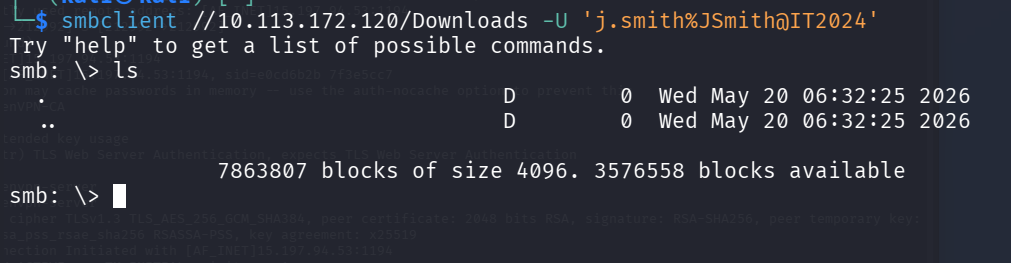 └─$ smbclient //10.113.172.120/Downloads -U 'j.smith%JSmith@IT2024'
Try "help" to get a list of possible commands.
smb: \> ls
. D 0 Wed May 20 06:32:25 2026
.. D 0 Wed May 20 06:32:25 2026
7863807 blocks of size 4096. 3576558 blocks available
smb: \>